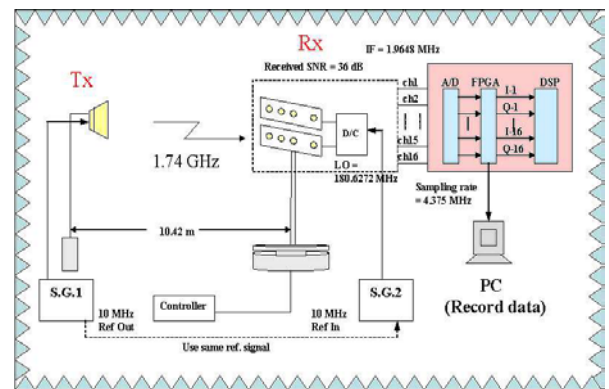 Rx
IF = 1.9648 MHz
Received SNR = 36 dB
Tx
ch1
ch2
ch15
ch16
A/D
FPGA
DSP
I-1
Q-1
I-16
Q-16
D/C
1.74 GHz
LO =
180.6272 MHz
Sampling rate
= 4.375 MHz
10.42 m
S.G.1
10 MHz
Ref Out
Controller
10 MHz
Ref In
S.G.2
PC
(Record data)
Use same ref. signal